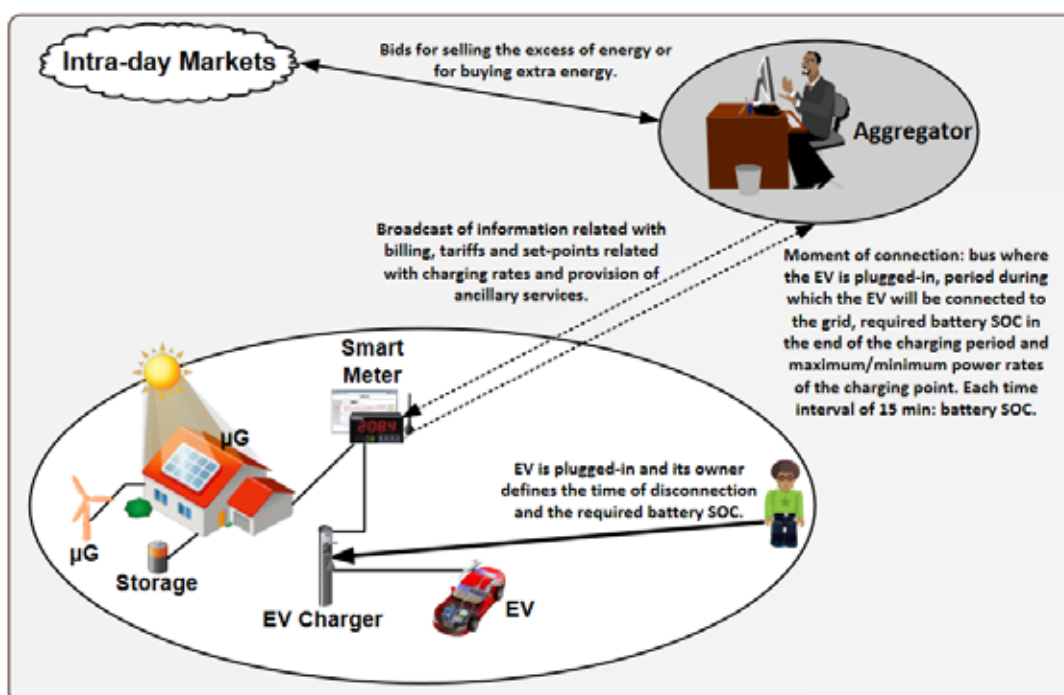 Intra-day Markets
Bids for selling the excess of energy or
for buying extra energy.
Aggregator
Broadcast of information related with
billing, tariffs and set-points related
with charging rates and provision of
ancillary services.
Moment of connection: bus where
the EV is plugged-in, period during
which the EV will be connected to
the grid, required battery SOC in
the end of the charging period and
maximum/minimum power rates
of the charging point. Each time
interval of 15 min: battery SOC.
Smart
Meter
2084
µG
EV is plugged-in and its owner
defines the time of disconnection
and the required battery SOC.
µG
Storage
EV Charger
EV